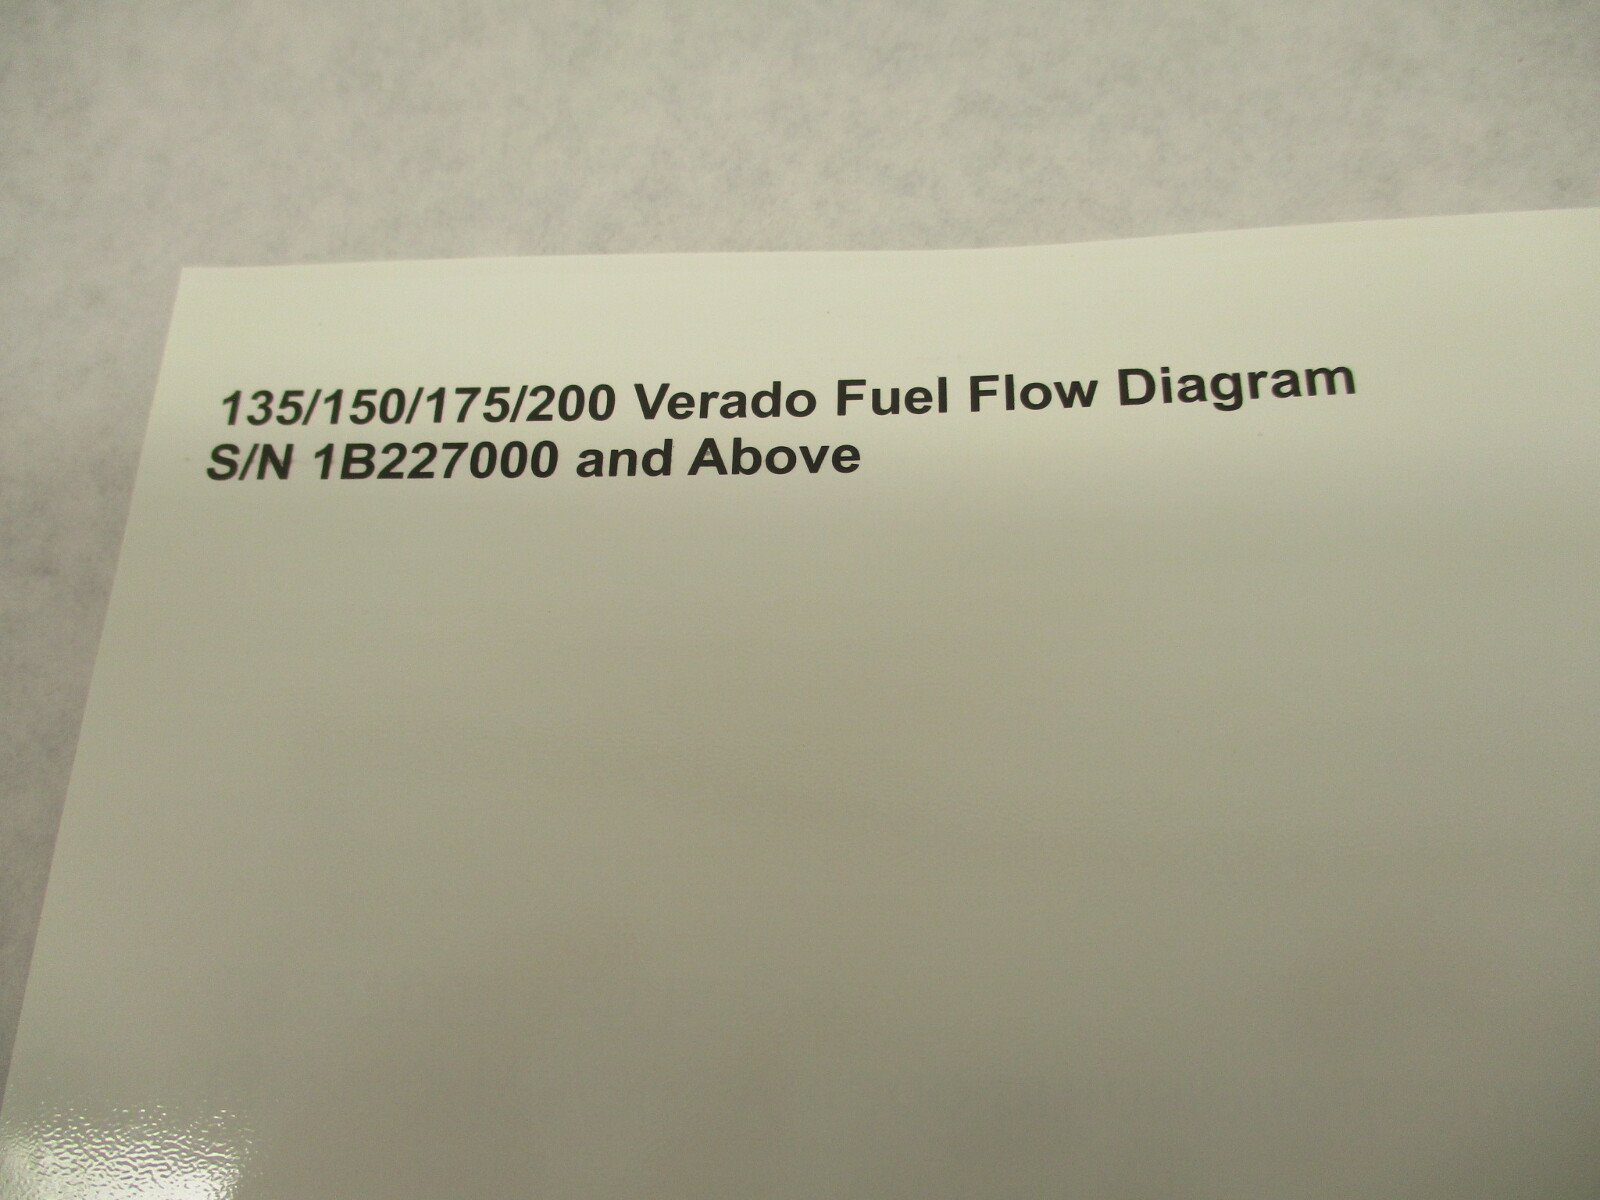 135/150/175/200 Verado Fuel Flow Diagram
S/N 1B227000 and Above